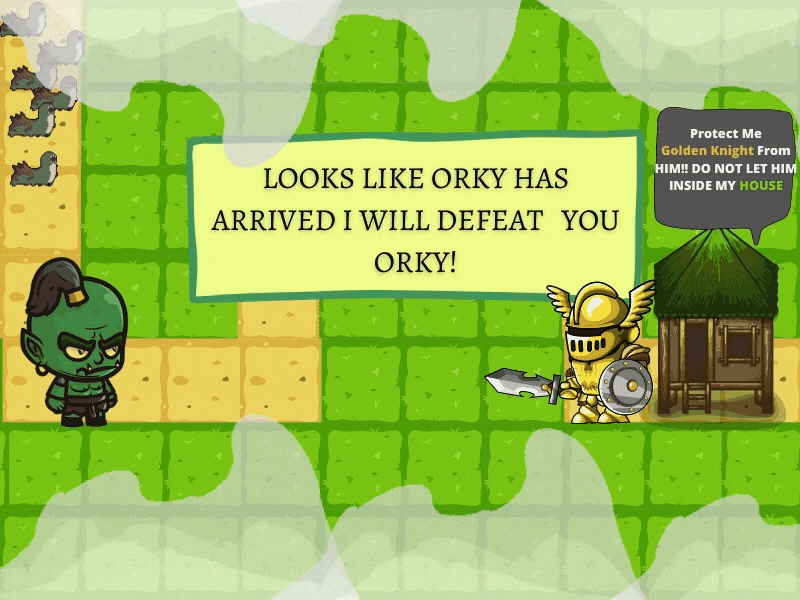 LOOKS LIKE ORKY HAS
ARRIVED I WILL DEFEAT YOU
ORKY!
Protect Me
Golden Knight From
HIM!! DO NOT LET HIM
INSIDE MY HOUSE